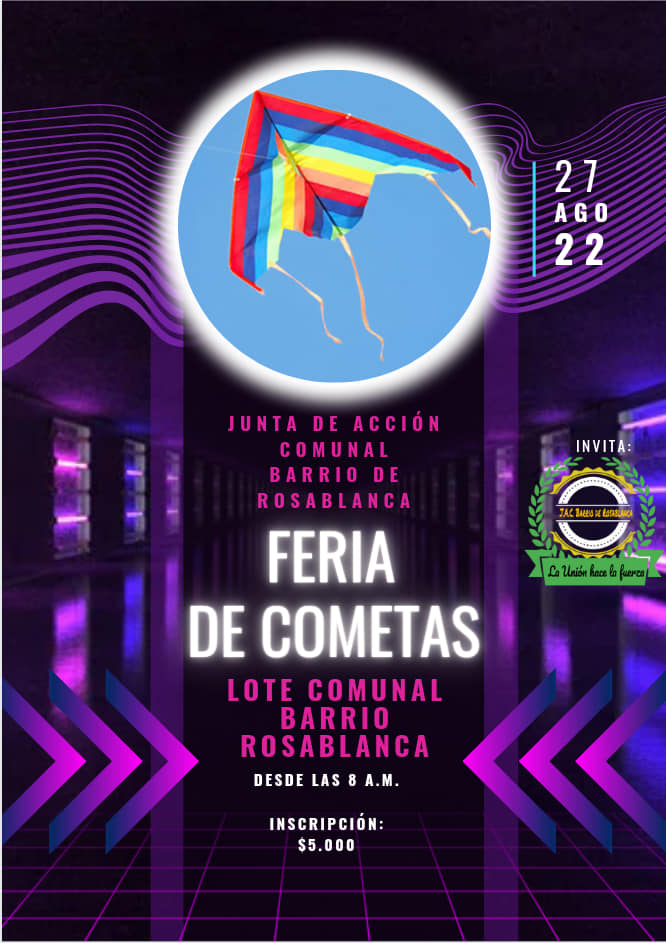 27
AGO
22
JUNTA DE ACCIÓN
COMUNAL
BARRIO DE
ROSABLANCA
INVITA:
J.A.C BARRIO DE ROSABLANCA
La Unión hace la fuerza
FERIA
DE COMETAS
LOTE COMUNAL
BARRIO
ROSABLANCA
DESDE LAS 8 A.M.
INSCRIPCIÓN:
$5.000